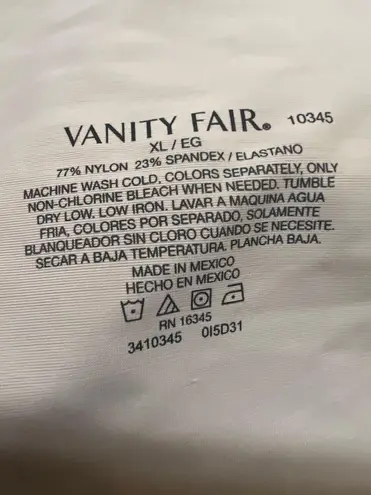 VANITY FAIR® 10345
XL / EG
77% NYLON 23% SPANDEX / ELASTANO
MACHINE WASH COLD, COLORS SEPARATELY, ONLY
NON-CHLORINE BLEACH WHEN NEEDED. TUMBLE
DRY LOW. LOW IRON. LAVAR A MAQUINA AGUA
FRIA, COLORES POR SEPARADO, SOLAMENTE
BLANQUEADOR SIN CLORO CUANDO SE NECESITE.
SECAR A BAJA TEMPERATURA. PLANCHA BAJA.
MADE IN MEXICO
HECHO EN MEXICO
RN 16345
3410345 0I5D31